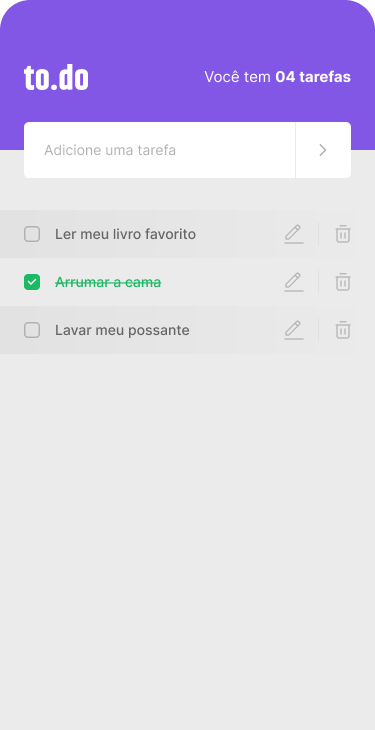 to.do
Você tem 04 tarefas
Adicione uma tarefa
Ler meu livro favorito
Arrumar a cama
Lavar meu possante